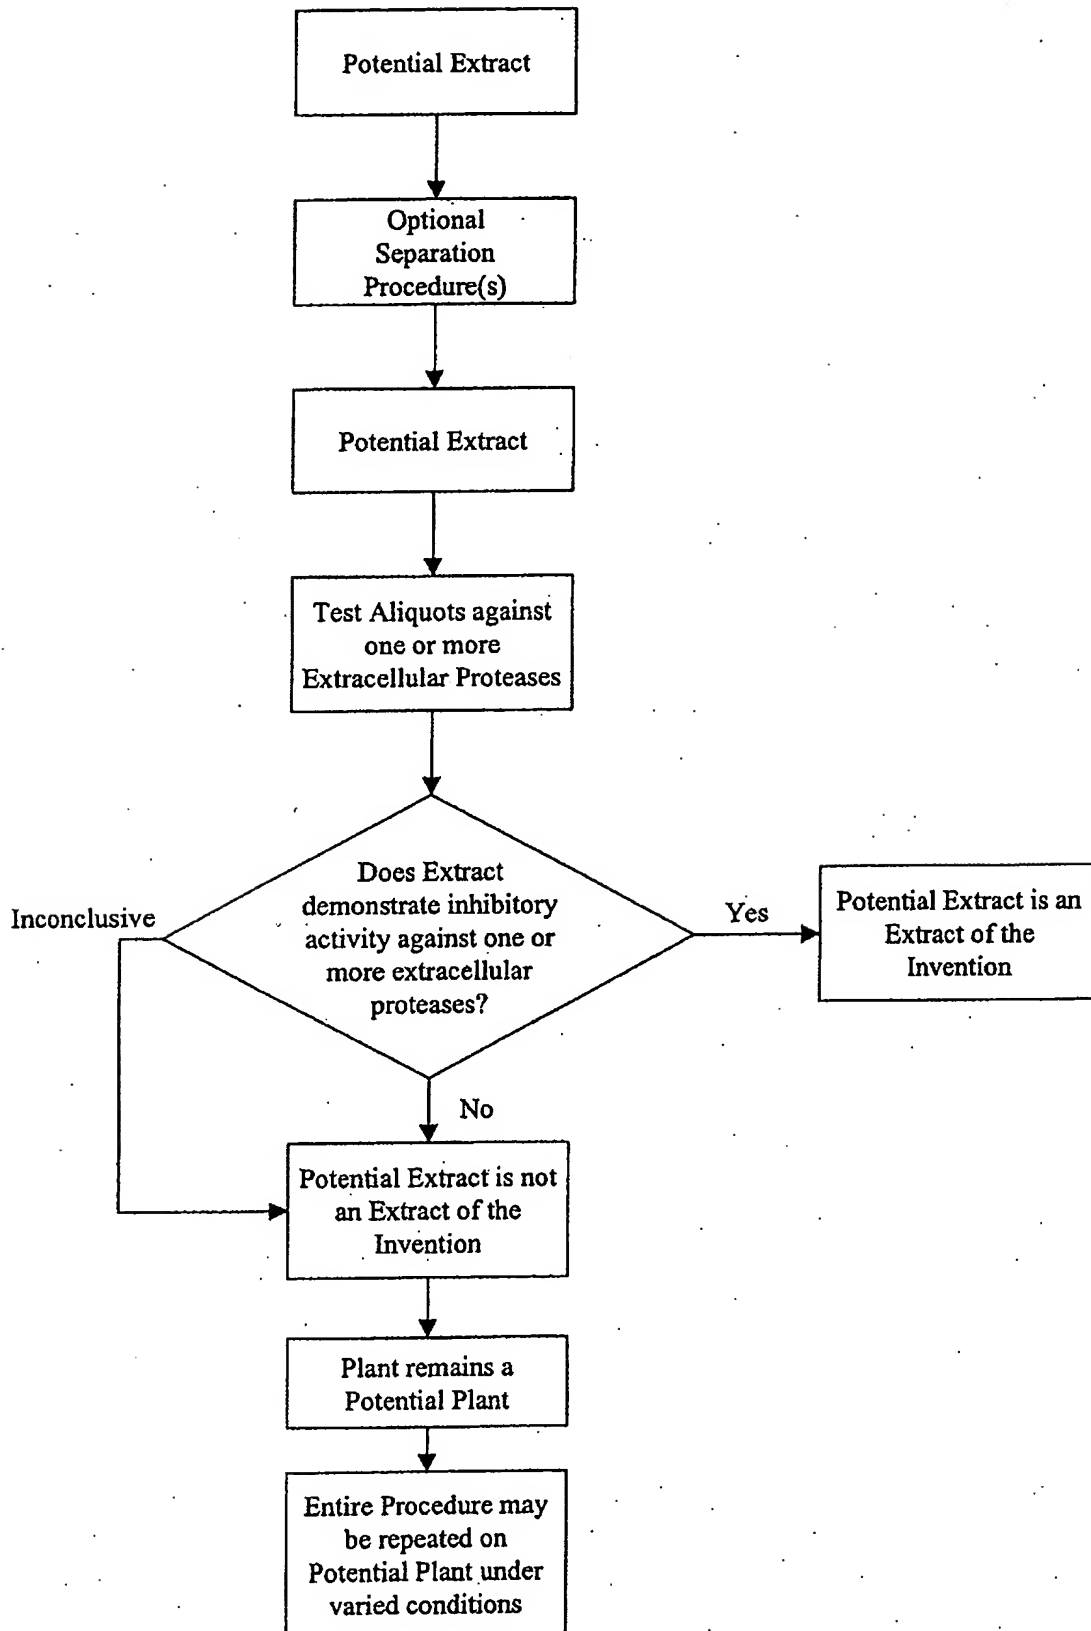 Potential Extract
Optional
Separation
Procedure(s)
Potential Extract
Test Aliquots against
one or more
Extracellular Proteases
Does Extract
demonstrate inhibitory
activity against one or
more extracellular
proteases?
Inconclusive
Yes
Potential Extract is an
Extract of the
Invention
No
Potential Extract is not
an Extract of the
Invention
Plant remains a
Potential Plant
Entire Procedure may
be repeated on
Potential Plant under
varied conditions